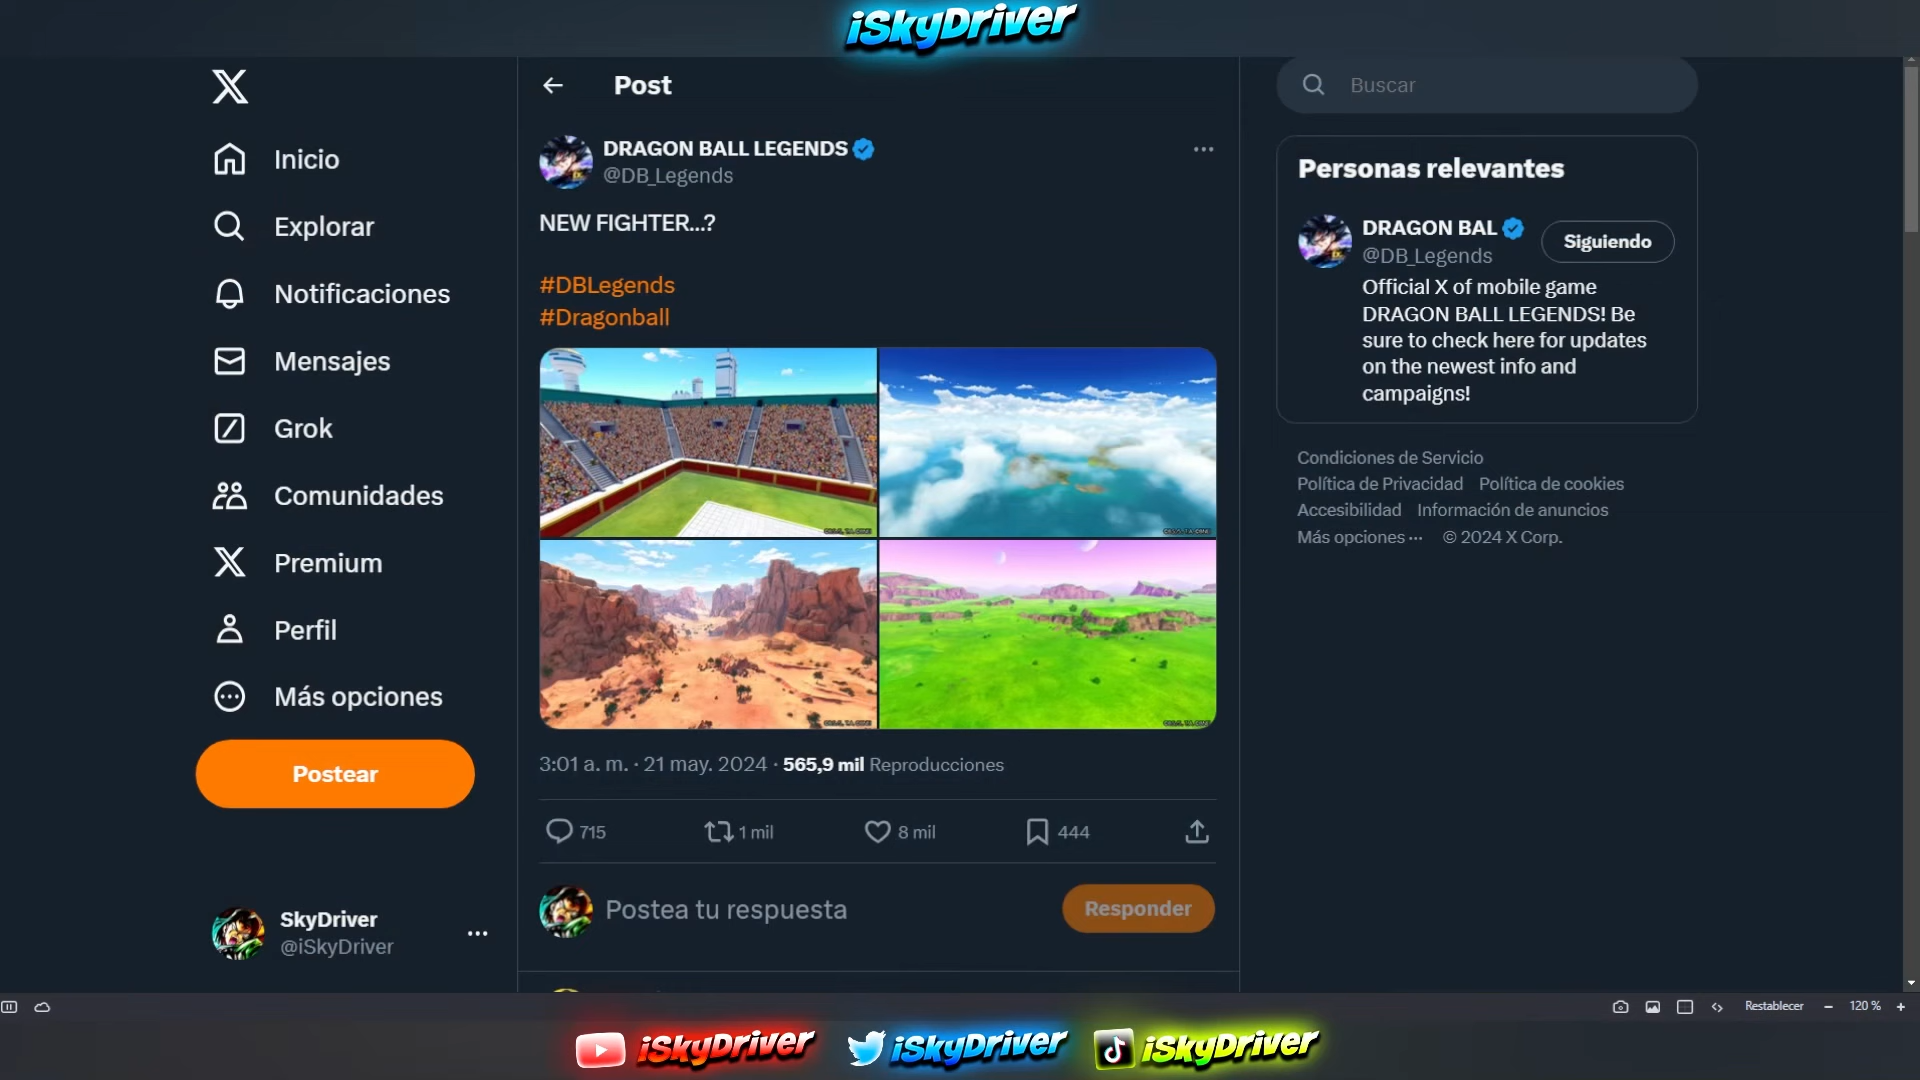 iSkyDriver
Inicio
Explorar
Notificaciones
Mensajes
Grok
Comunidades
Premium
Perfil
Más opciones
Postear
SkyDriver
@iSkyDriver
Post
DRAGON BALL LEGENDS
@DB_Legends
NEW FIGHTER...?
#DBLegends
#Dragonball
3:01 a. m. · 21 may. 2024 · 565,9 mil Reproducciones
715
1 mil
8 mil
444
Postea tu respuesta
Responder
Buscar
Personas relevantes
DRAGON BAL
@DB_Legends
Siguiendo
Official X of mobile game
DRAGON BALL LEGENDS! Be
sure to check here for updates
on the newest info and
campaigns!
Condiciones de Servicio
Política de Privacidad Política de cookies
Accesibilidad Información de anuncios
Más opciones ··· © 2024 X Corp.
Restablecer − 120 % +
iSkyDriver iSkyDriver iSkyDriver